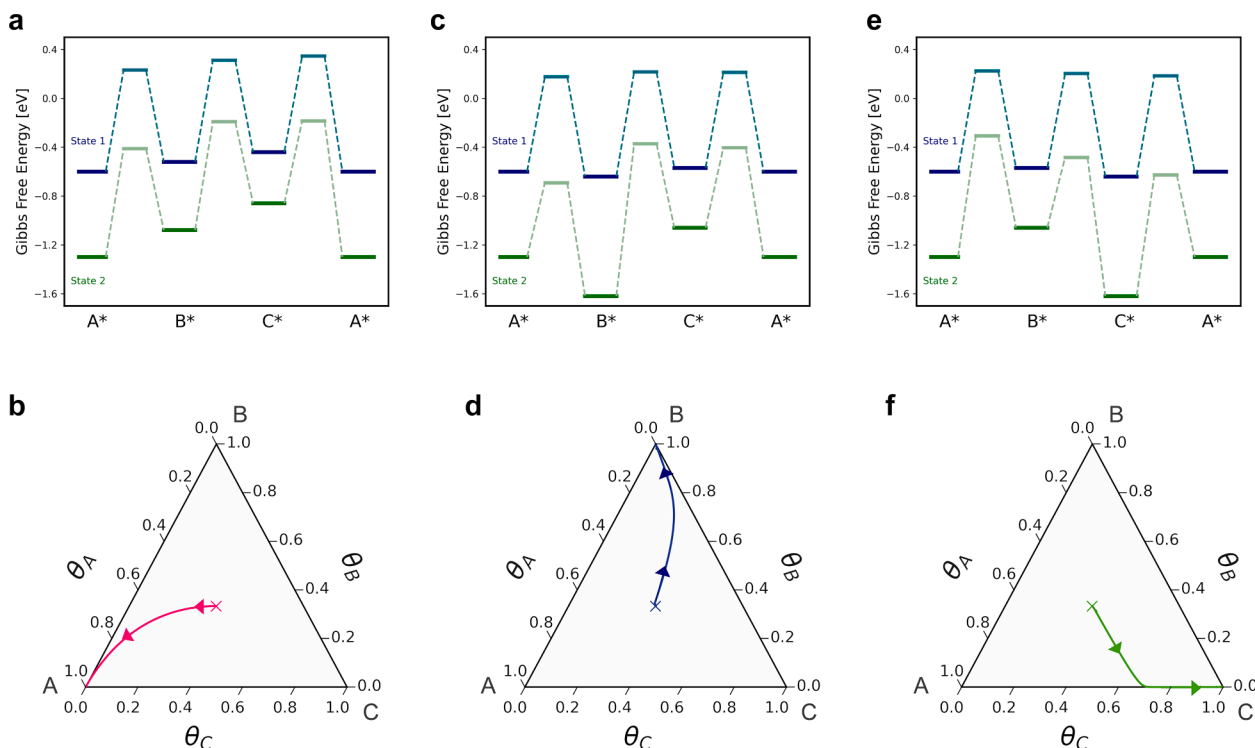 a
Gibbs Free Energy [eV]
0.4
0.0
−0.4
−0.8
−1.2
−1.6
State 1
State 2
A* B* C* A*
c
Gibbs Free Energy [eV]
0.4
0.0
−0.4
−0.8
−1.2
−1.6
State 1
State 2
A* B* C* A*
e
Gibbs Free Energy [eV]
0.4
0.0
−0.4
−0.8
−1.2
−1.6
State 1
State 2
A* B* C* A*
b
B
0.0 1.0
0.2 0.8
0.4 0.6
θA θB
0.6 0.4
0.8 0.2
1.0 0.0
A C
0.0 0.2 0.4 0.6 0.8 1.0
θC
d
B
0.0 1.0
0.2 0.8
0.4 0.6
θA θB
0.6 0.4
0.8 0.2
1.0 0.0
A C
0.0 0.2 0.4 0.6 0.8 1.0
θC
f
B
0.0 1.0
0.2 0.8
0.4 0.6
θA θB
0.6 0.4
0.8 0.2
1.0 0.0
A C
0.0 0.2 0.4 0.6 0.8 1.0
θC